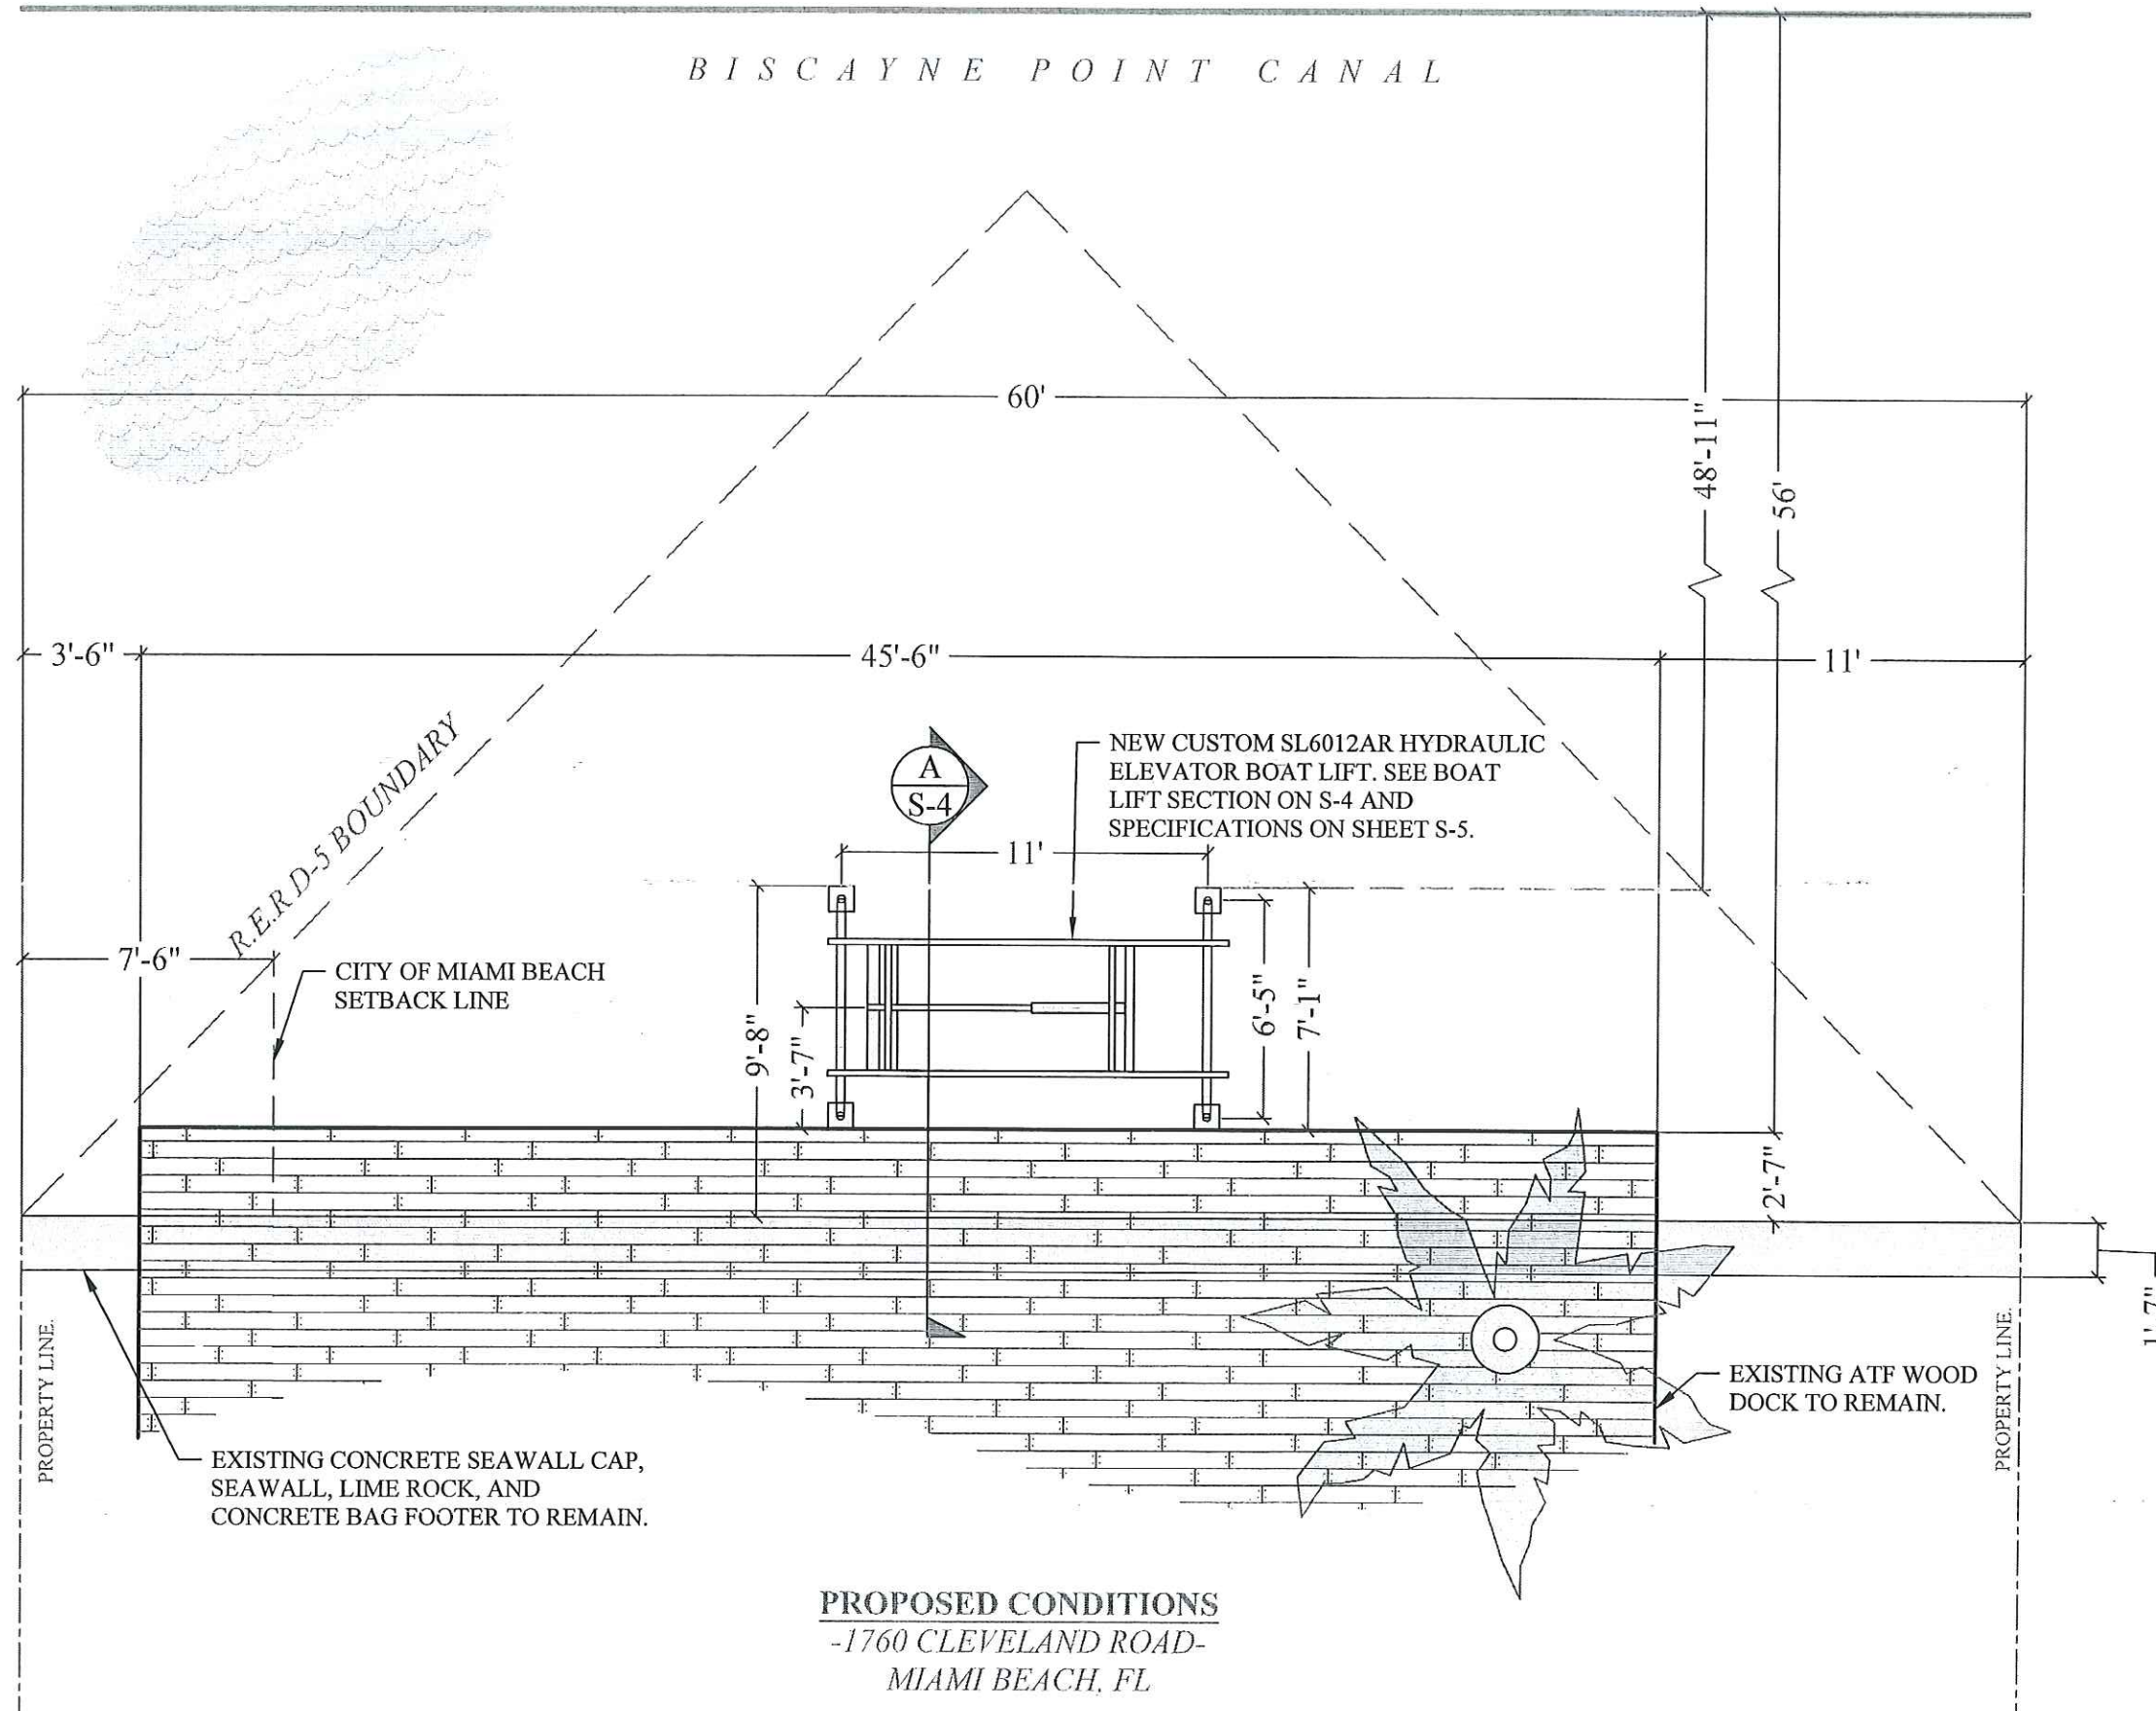 BISCAYNE POINT CANAL
60'
48'-11"
56'
3'-6"
45'-6"
11'
R.E.R D-5 BOUNDARY
A
S-4
NEW CUSTOM SL6012AR HYDRAULIC
ELEVATOR BOAT LIFT. SEE BOAT
LIFT SECTION ON S-4 AND
SPECIFICATIONS ON SHEET S-5.
11'
7'-6"
CITY OF MIAMI BEACH
SETBACK LINE
9'-8"
3'-7"
6'-5"
7'-1"
2'-7"
1'-7"
PROPERTY LINE.
PROPERTY LINE.
EXISTING ATF WOOD
DOCK TO REMAIN.
EXISTING CONCRETE SEAWALL CAP,
SEAWALL, LIME ROCK, AND
CONCRETE BAG FOOTER TO REMAIN.
PROPOSED CONDITIONS
-1760 CLEVELAND ROAD-
MIAMI BEACH, FL